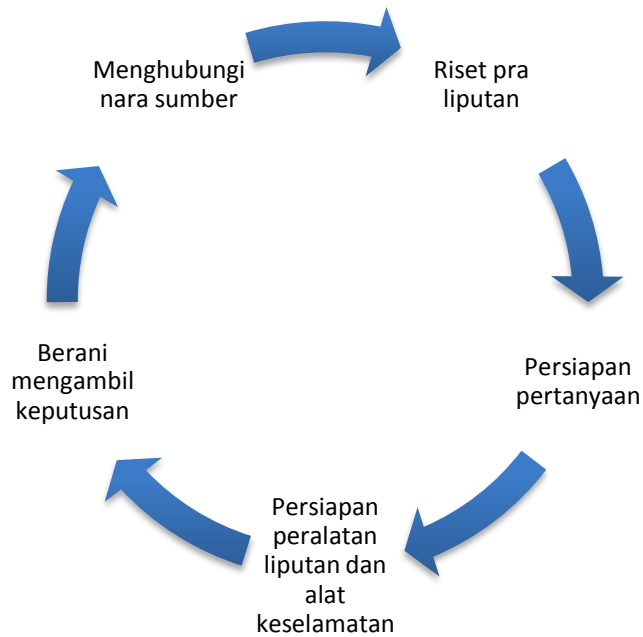 Menghubungi
nara sumber
Riset pra
liputan
Persiapan
pertanyaan
Persiapan
peralatan
liputan dan
alat
keselamatan
Berani
mengambil
keputusan